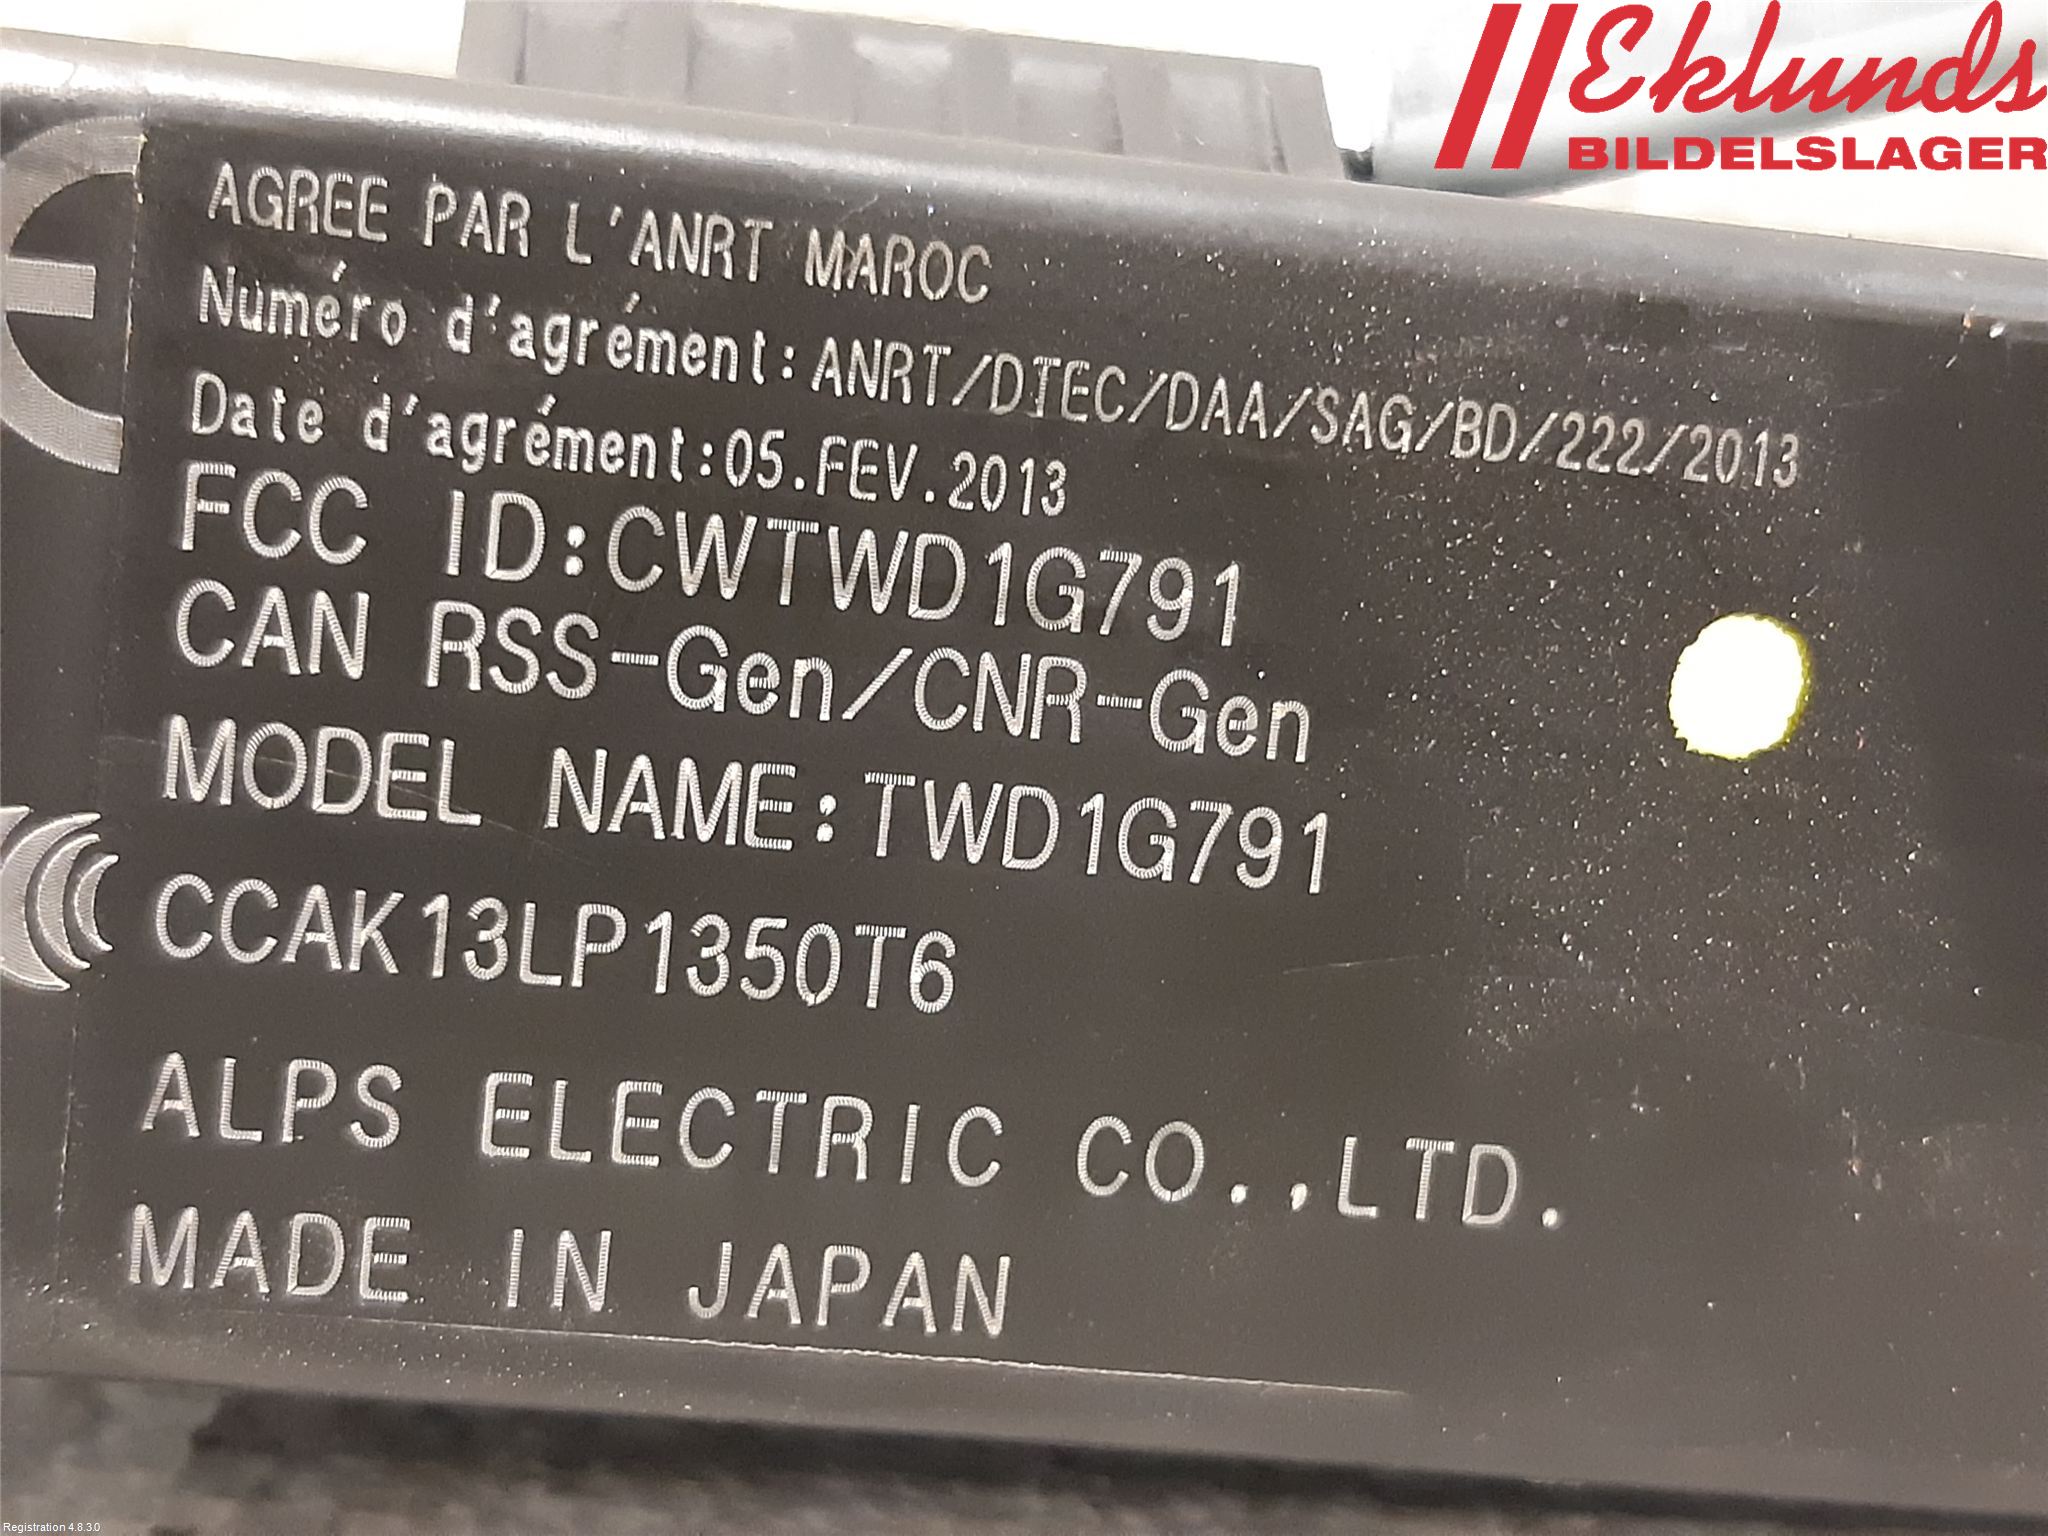 Eklunds
BILDELSLAGER
AGREE PAR L'ANRT MAROC
Numéro d'agrément:ANRT/DTEC/DAA/SAG/BD/222/2013
Date d'agrément:05.FEV.2013
FCC ID:CWTWD1G791
CAN RSS-Gen/CNR-Gen
MODEL NAME:TWD1G791
CCAK13LP1350T6
ALPS ELECTRIC CO.,LTD.
MADE IN JAPAN
Registration 4.8.3.0